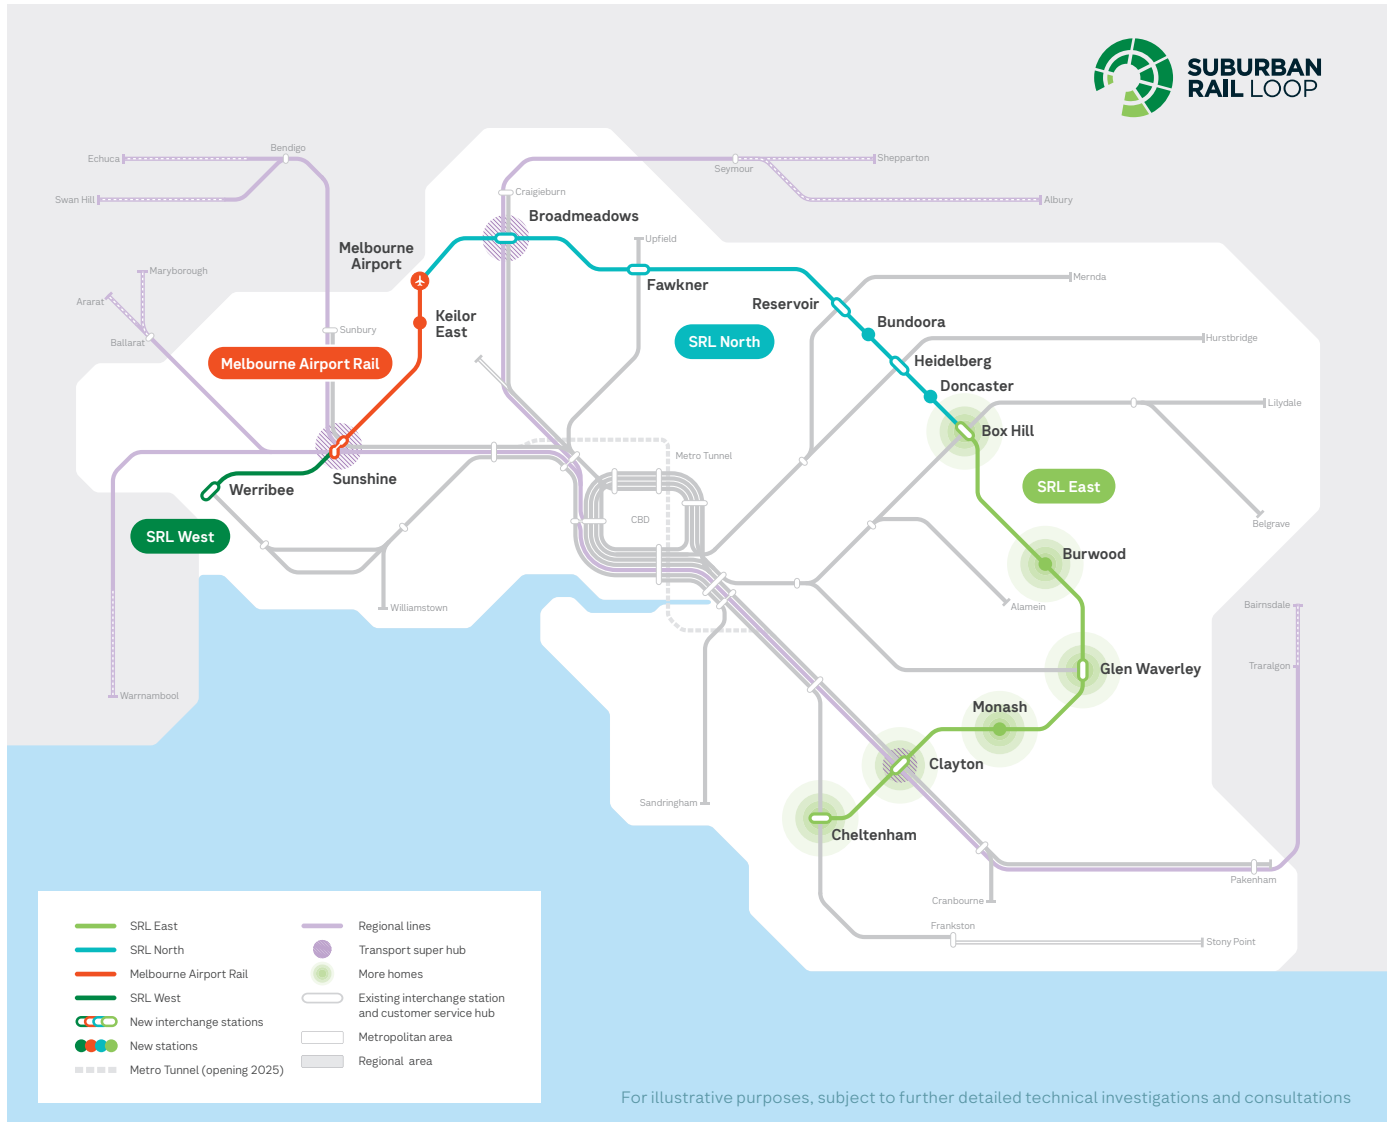 SUBURBAN
RAIL LOOP
Echuca
Bendigo
Swan Hill
Seymour
Shepparton
Albury
Craigieburn
Broadmeadows
Melbourne
Airport
Upfield
Fawkner
Maryborough
Ararat
Ballarat
Sunbury
Keilor
East
Mernda
Reservoir
Bundoora
Hurstbridge
Heidelberg
Doncaster
Lilydale
Box Hill
SRL North
Melbourne Airport Rail
Metro Tunnel
Sunshine
Werribee
SRL East
SRL West
CBD
Belgrave
Burwood
Williamstown
Alamein
Bairnsdale
Traralgon
Glen Waverley
Warrnambool
Monash
Clayton
Sandringham
Cheltenham
Pakenham
Cranbourne
Frankston
Stony Point
SRL East
SRL North
Melbourne Airport Rail
SRL West
New interchange stations
New stations
Metro Tunnel (opening 2025)
Regional lines
Transport super hub
More homes
Existing interchange station
and customer service hub
Metropolitan area
Regional area
For illustrative purposes, subject to further detailed technical investigations and consultations